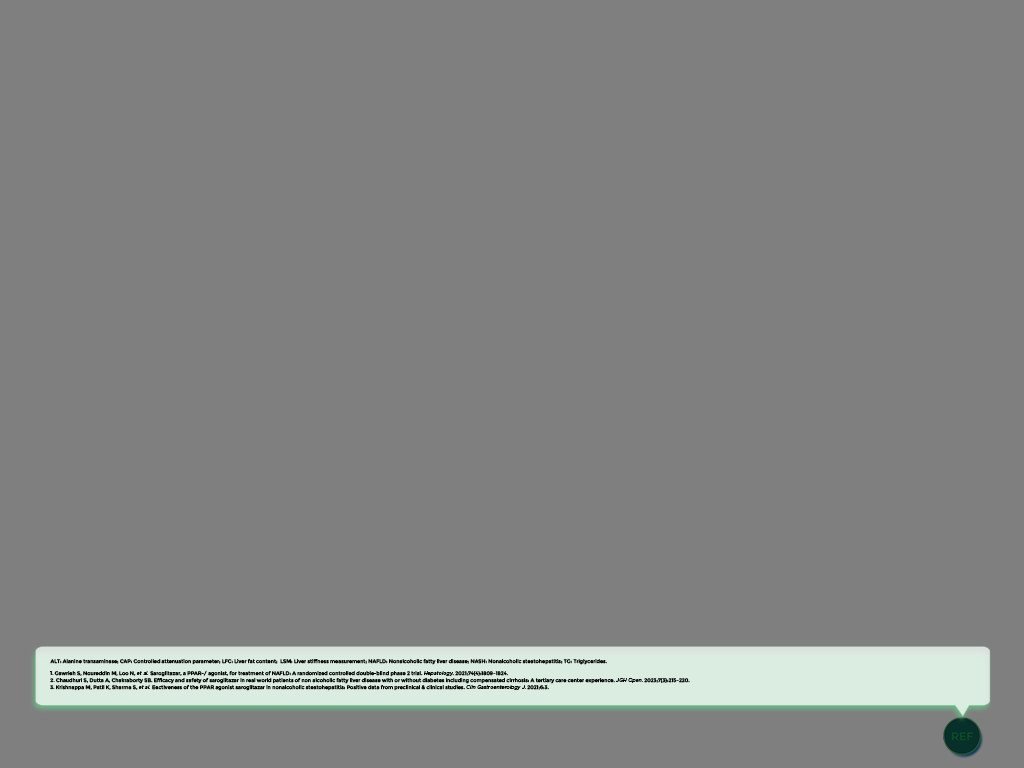 ALT: Alanine transaminase; CAP: Controlled attenuation parameter; LFC: Liver fat content; LSM: Liver stiffness measurement; NAFLD: Nonalcoholic fatty liver disease; NASH: Nonalcoholic steatohepatitis; TG: Triglycerides.
1. Gawrieh S, Noureddin M, Loo N, et al. Saroglitazar, a PPAR-/ agonist, for treatment of NAFLD: A randomized controlled double-blind phase 2 trial. Hepatology. 2021;74(4):1809-1824.
2. Chaudhuri S, Dutta A, Chakraborty SB. Efficacy and safety of saroglitazar in real world patients of non alcoholic fatty liver disease with or without diabetes including compensated cirrhosis: A tertiary care center experience. JGH Open. 2023;7(3):215-220.
3. Krishnappa M, Patil K, Sharma S, et al. Eectiveness of the PPAR agonist saroglitazar in nonalcoholic steatohepatitis: Positive data from preclinical & clinical studies. Clin Gastroenterology J. 2021;6:3.
REF